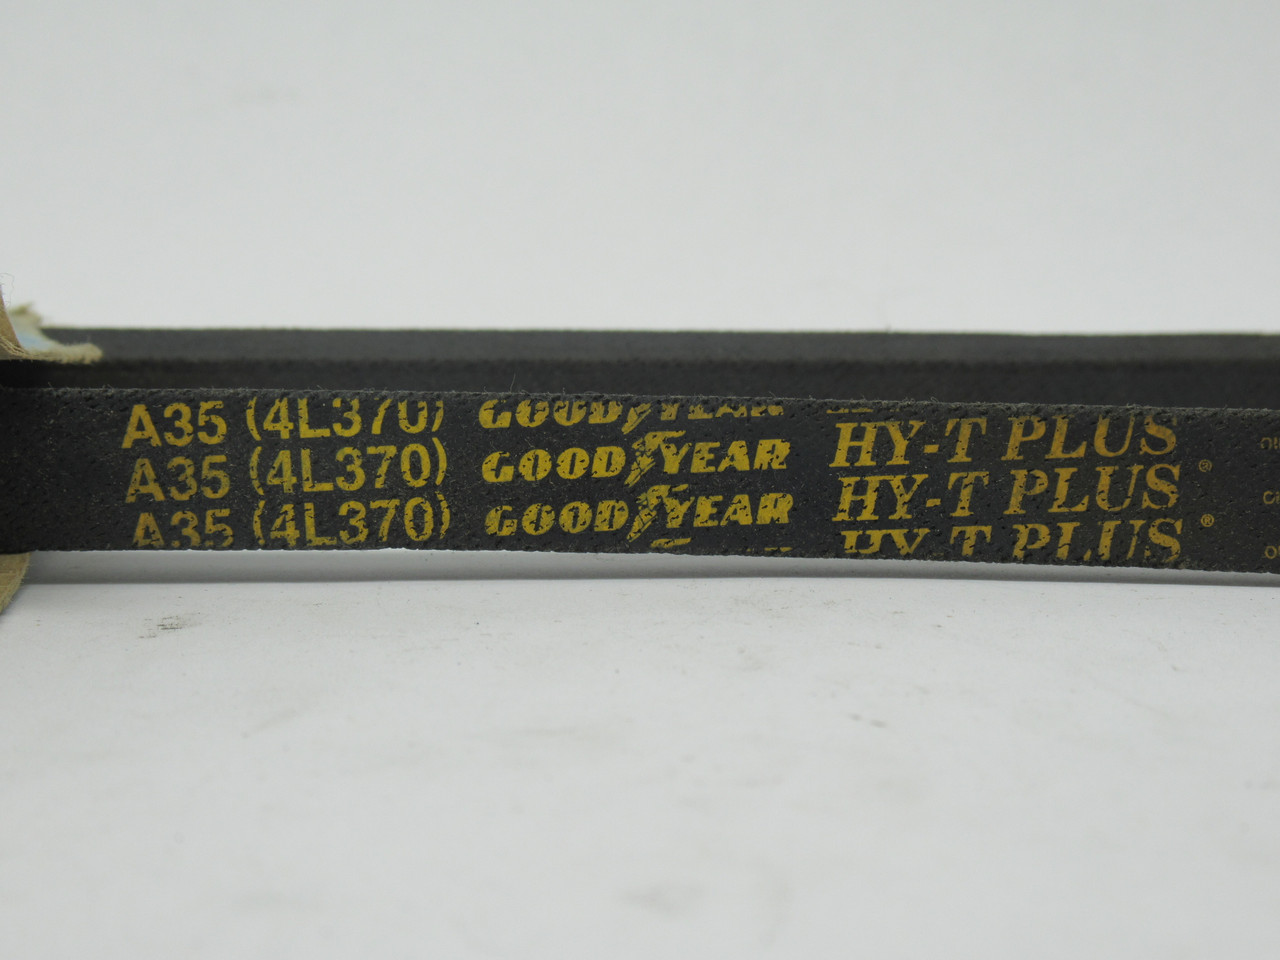 A35 (4L370) GOODYEAR
A35 (4L370) GOODYEAR HY-T PLUS ®
A35 (4L370) GOODYEAR HY-T PLUS ®
HY-T PLUS